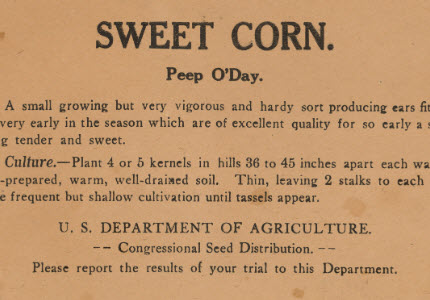 SWEET CORN.
Peep O'Day.
A small growing but very vigorous and hardy sort producing ears fit
very early in the season which are of excellent quality for so early a s
g tender and sweet.
Culture.—Plant 4 or 5 kernels in hills 36 to 45 inches apart each wa
-prepared, warm, well-drained soil. Thin, leaving 2 stalks to each
e frequent but shallow cultivation until tassels appear.
U. S. DEPARTMENT OF AGRICULTURE.
-- Congressional Seed Distribution. --
Please report the results of your trial to this Department.